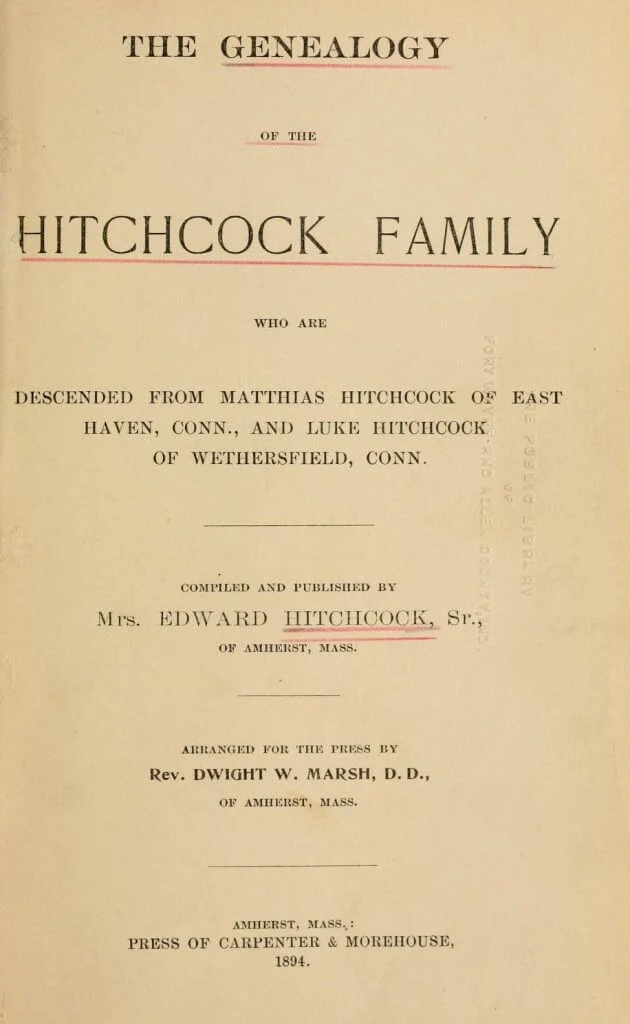 THE GENEALOGY
OF THE
HITCHCOCK FAMILY
WHO ARE
DESCENDED FROM MATTHIAS HITCHCOCK OF EAST
HAVEN, CONN., AND LUKE HITCHCOCK
OF WETHERSFIELD, CONN.
COMPILED AND PUBLISHED BY
Mrs. EDWARD HITCHCOCK, Sr.,
OF AMHERST, MASS.
ARRANGED FOR THE PRESS BY
Rev. DWIGHT W. MARSH, D. D.,
OF AMHERST, MASS.
AMHERST, MASS.:
PRESS OF CARPENTER & MOREHOUSE,
1894.